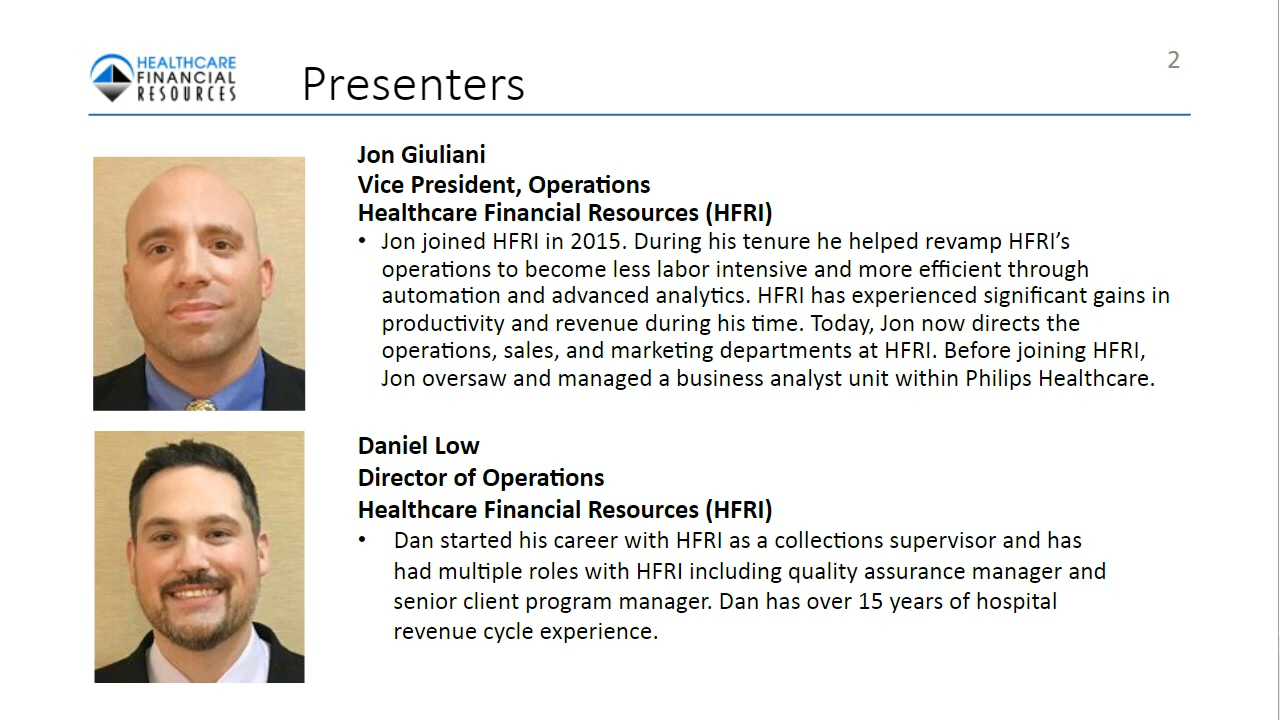 HEALTHCARE
FINANCIAL
RESOURCES
Presenters
2
Jon Giuliani
Vice President, Operations
Healthcare Financial Resources (HFRI)
• Jon joined HFRI in 2015. During his tenure he helped revamp HFRI’s
operations to become less labor intensive and more efficient through
automation and advanced analytics. HFRI has experienced significant gains in
productivity and revenue during his time. Today, Jon now directs the
operations, sales, and marketing departments at HFRI. Before joining HFRI,
Jon oversaw and managed a business analyst unit within Philips Healthcare.
Daniel Low
Director of Operations
Healthcare Financial Resources (HFRI)
• Dan started his career with HFRI as a collections supervisor and has
had multiple roles with HFRI including quality assurance manager and
senior client program manager. Dan has over 15 years of hospital
revenue cycle experience.